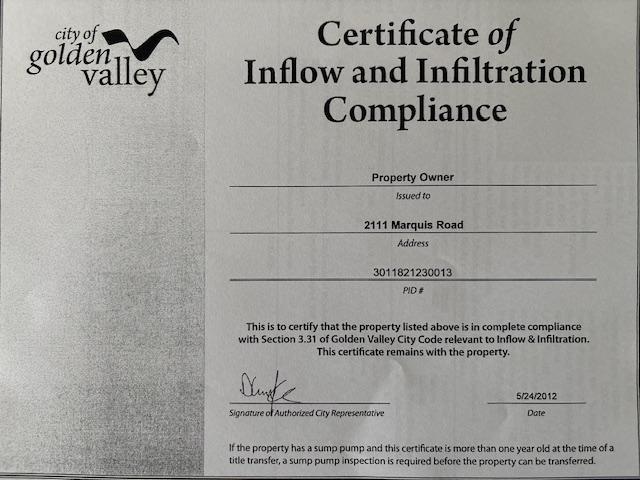 city of
golden
valley
Certificate of
Inflow and Infiltration
Compliance
Property Owner
Issued to
2111 Marquis Road
Address
3011821230013
PID #
This is to certify that the property listed above is in complete compliance
with Section 3.31 of Golden Valley City Code relevant to Inflow & Infiltration.
This certificate remains with the property.
5/24/2012
Signature of Authorized City Representative
Date
If the property has a sump pump and this certificate is more than one year old at the time of a
title transfer, a sump pump inspection is required before the property can be transferred.